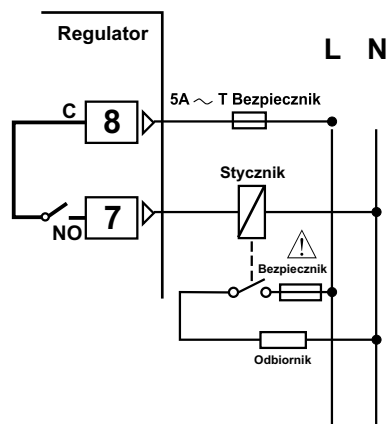 Regulator
L N
5A ~ T Bezpiecznik
C
8
Stycznik
7
NO
Bezpiecznik
Odbiornik